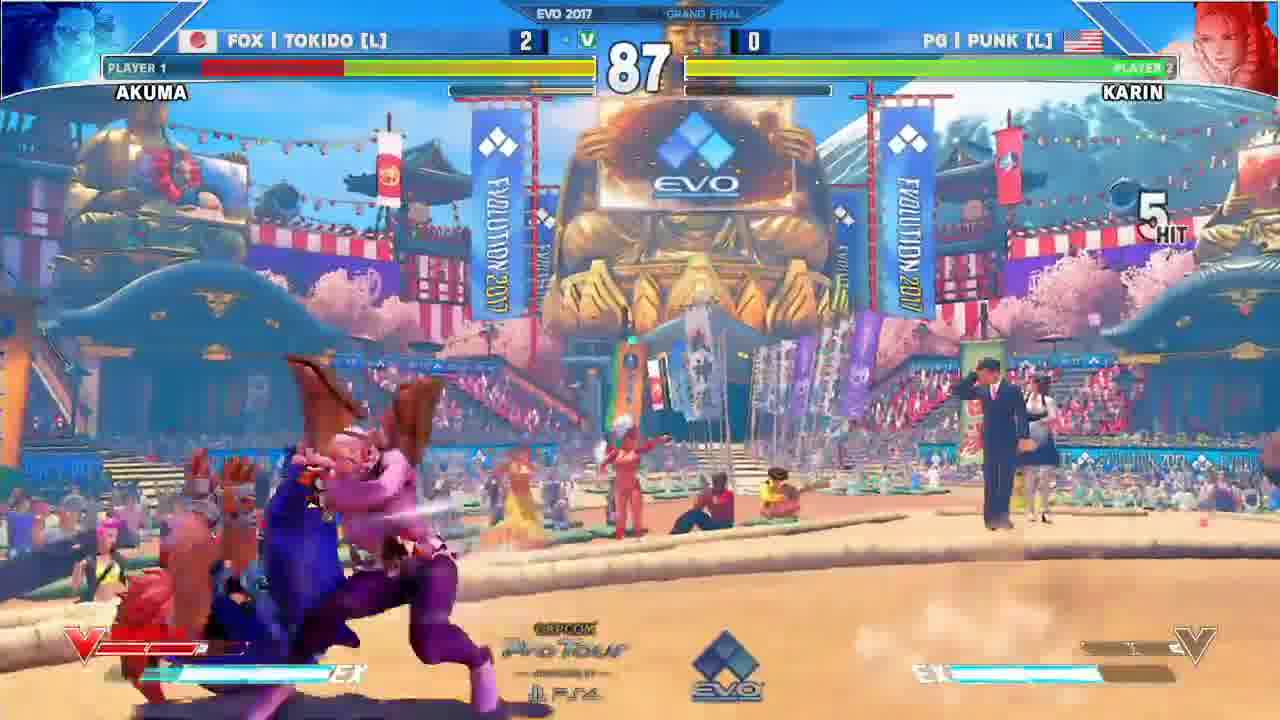 EVO 2017 GRAND FINAL
FOX | TOKIDO [L] 2 V 87 0 PG | PUNK [L]
PLAYER 1 PLAYER 2
AKUMA KARIN
EVO
EVOLUTION 2017 EVOLUTION 2017
5
HIT
V EX EX V
CAPCOM
Pro Tour
PS4
EVO